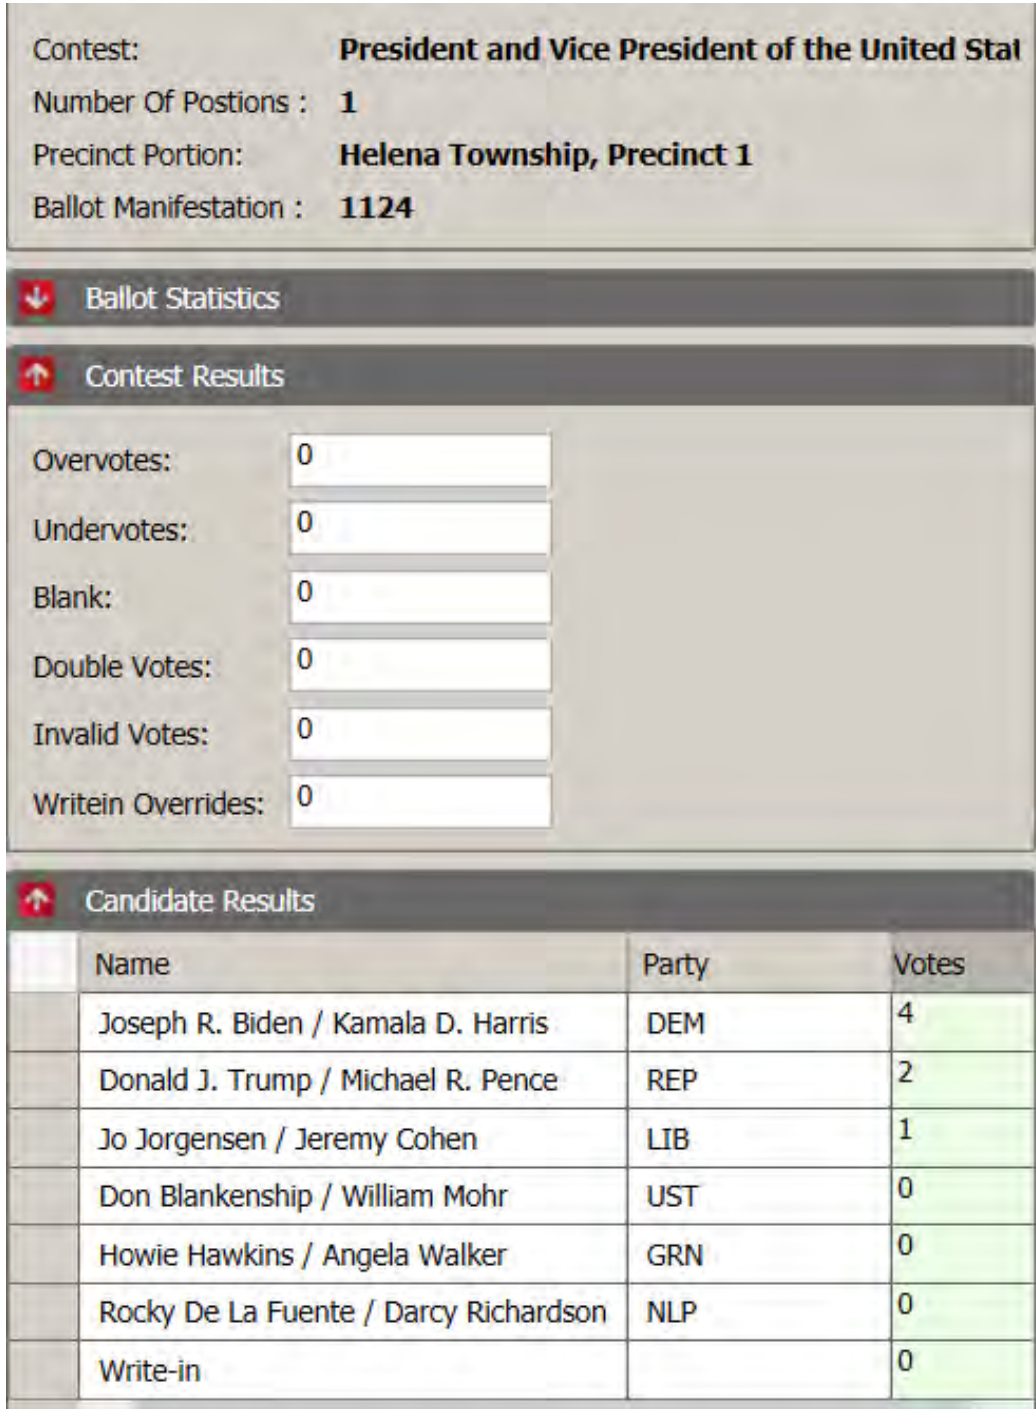 Contest: President and Vice President of the United Stat
Number Of Postions : 1
Precinct Portion: Helena Township, Precinct 1
Ballot Manifestation : 1124
Ballot Statistics
Contest Results
Overvotes: 0
Undervotes: 0
Blank: 0
Double Votes: 0
Invalid Votes: 0
Writein Overrides: 0
Candidate Results
Name Party Votes
Joseph R. Biden / Kamala D. Harris DEM 4
Donald J. Trump / Michael R. Pence REP 2
Jo Jorgensen / Jeremy Cohen LIB 1
Don Blankenship / William Mohr UST 0
Howie Hawkins / Angela Walker GRN 0
Rocky De La Fuente / Darcy Richardson NLP 0
Write-in 0